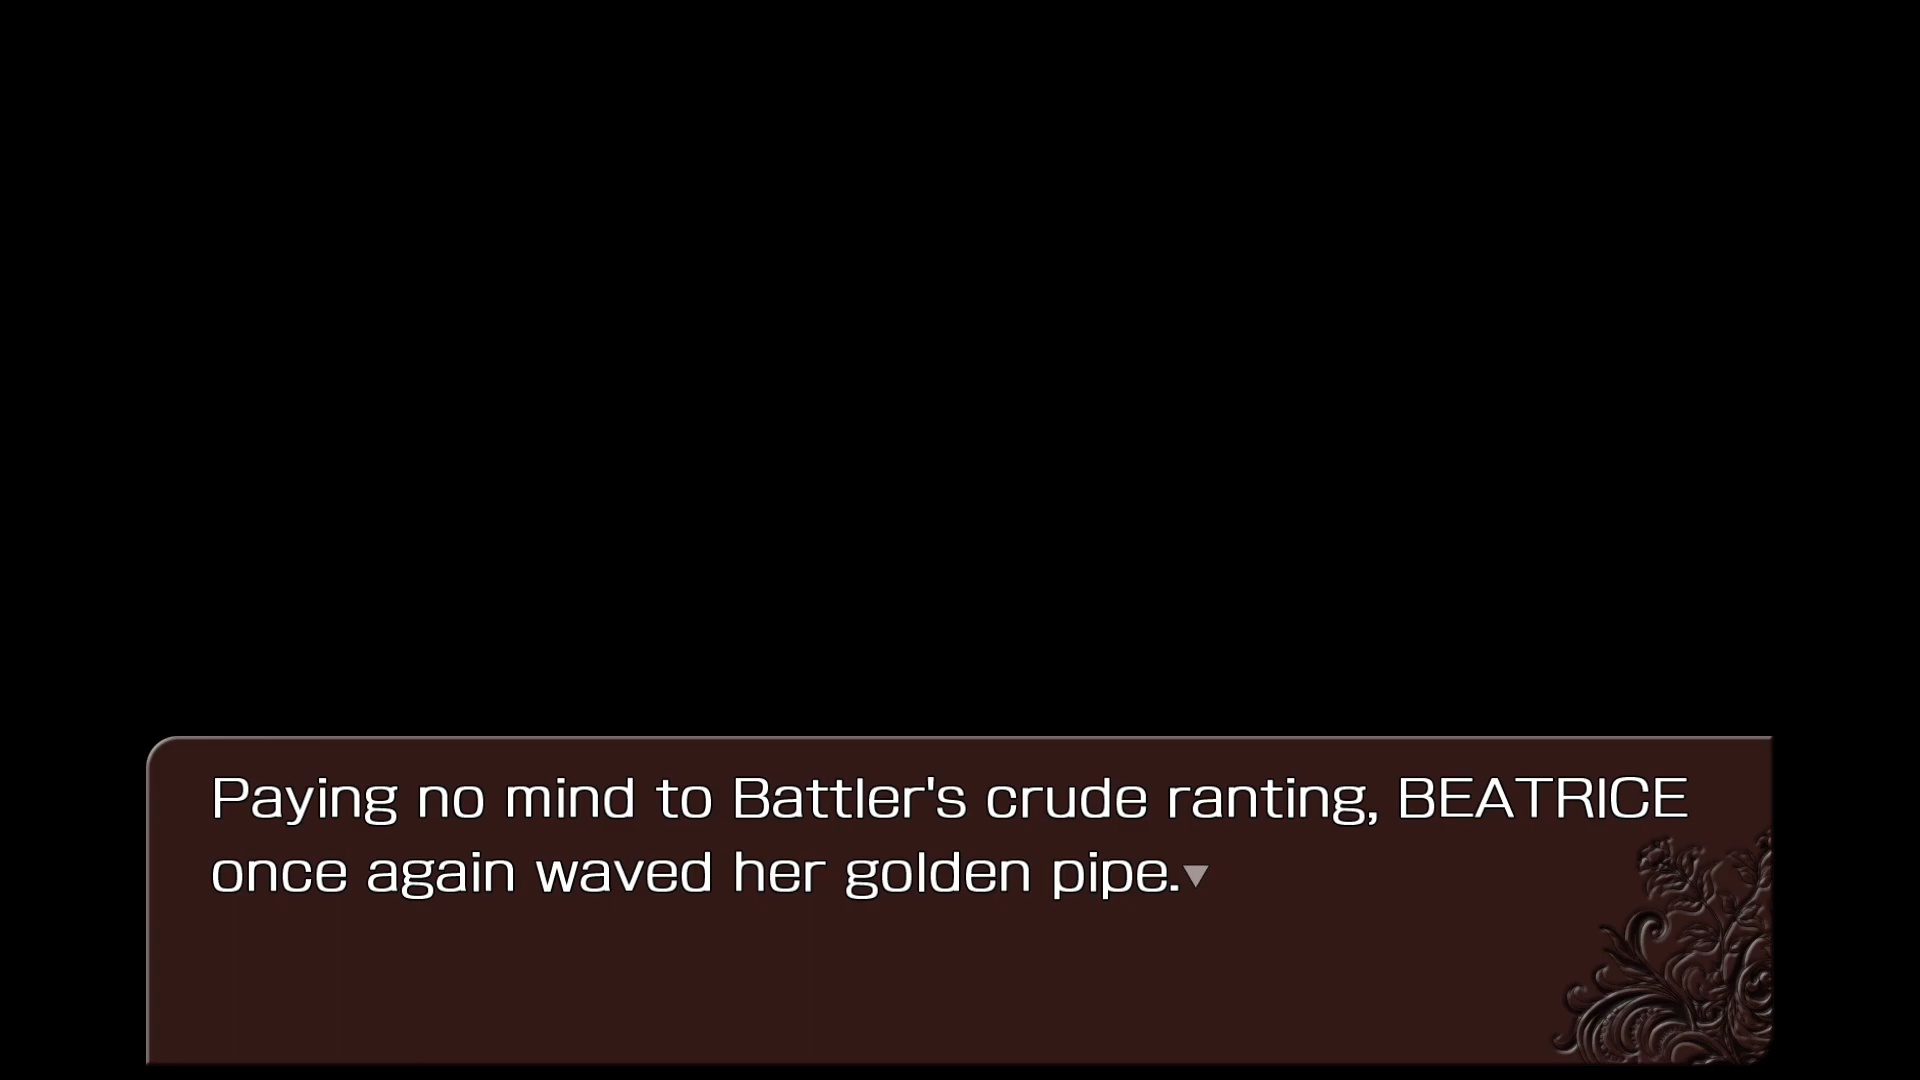 Paying no mind to Battler's crude ranting, BEATRICE
once again waved her golden pipe.